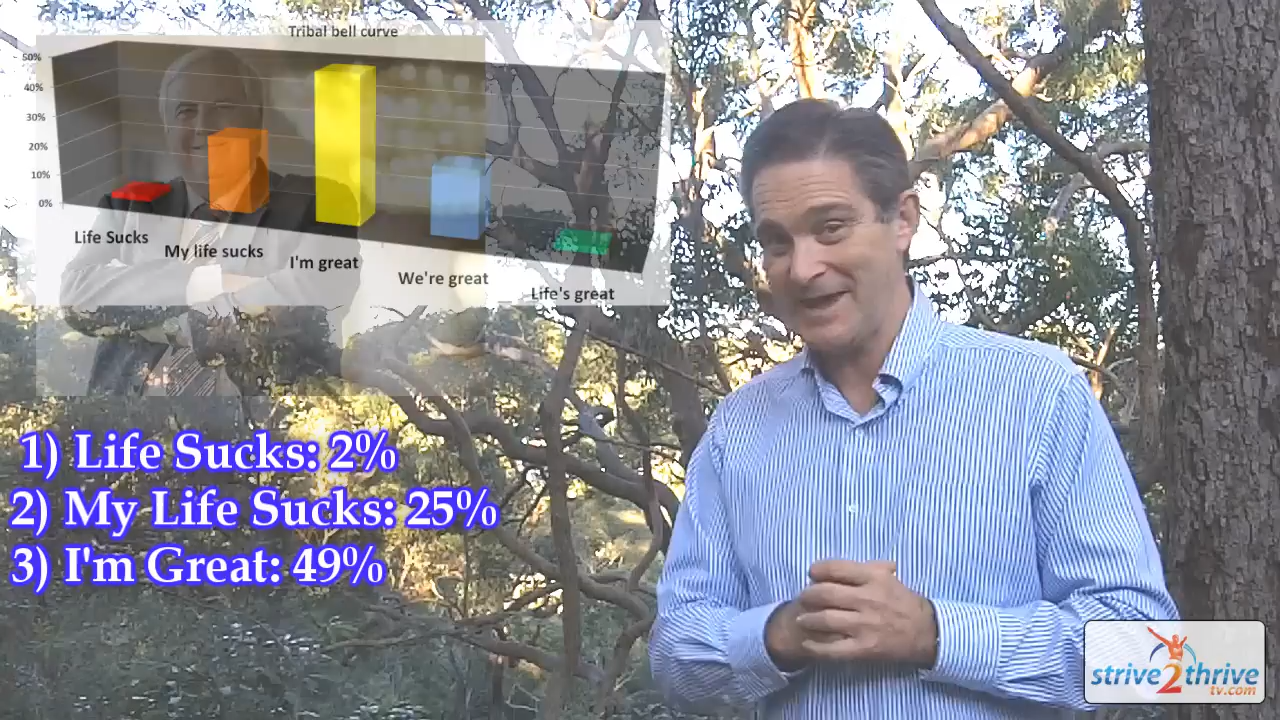 Tribal bell curve
50%
40%
30%
20%
10%
0%
Life Sucks
My life sucks
I'm great
We're great
Life's great
1) Life Sucks: 2%
2) My Life Sucks: 25%
3) I'm Great: 49%
strive2thrive
tv.com